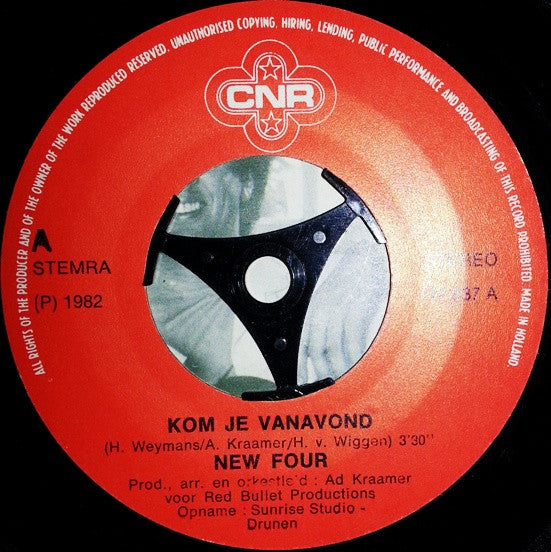 ALL RIGHTS OF THE PRODUCER AND OF THE OWNER OF THE WORK REPRODUCED RESERVED. UNAUTHORISED COPYING, HIRING, LENDING, PUBLIC PERFORMANCE AND BROADCASTING OF THIS RECORD PROHIBITED. MADE IN HOLLAND
CNR
A
STEMRA
(P) 1982
KOM JE VANAVOND
(H. Weymans/A. Kraamer/H. v. Wiggen) 3'30''
NEW FOUR
Prod., arr. en orkestleid : Ad Kraamer
voor Red Bullet Productions
Opname : Sunrise Studio -
Drunen